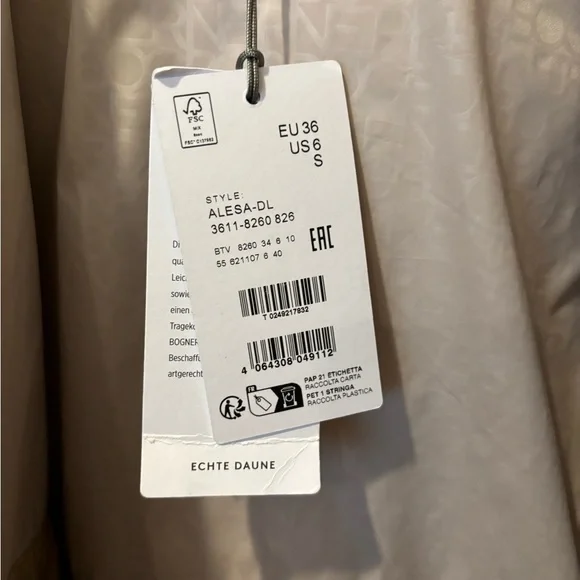 FSC
MIX
EU 36
US 6
S
STYLE:
ALESA-DL
3611-8260 826
BTV 8260 34 6 10
55 621107 6 40
EAC
T 0249217832
4 064308 049112
FR
PAP 21 ETICHETTA
RACCOLTA CARTA
PET 1 STRINGA
RACCOLTA PLASTICA
Di
qua
Leic
sowie
einen
Trageko
BOGNER
Beschaffu
artgerecht
ECHTE DAUNE